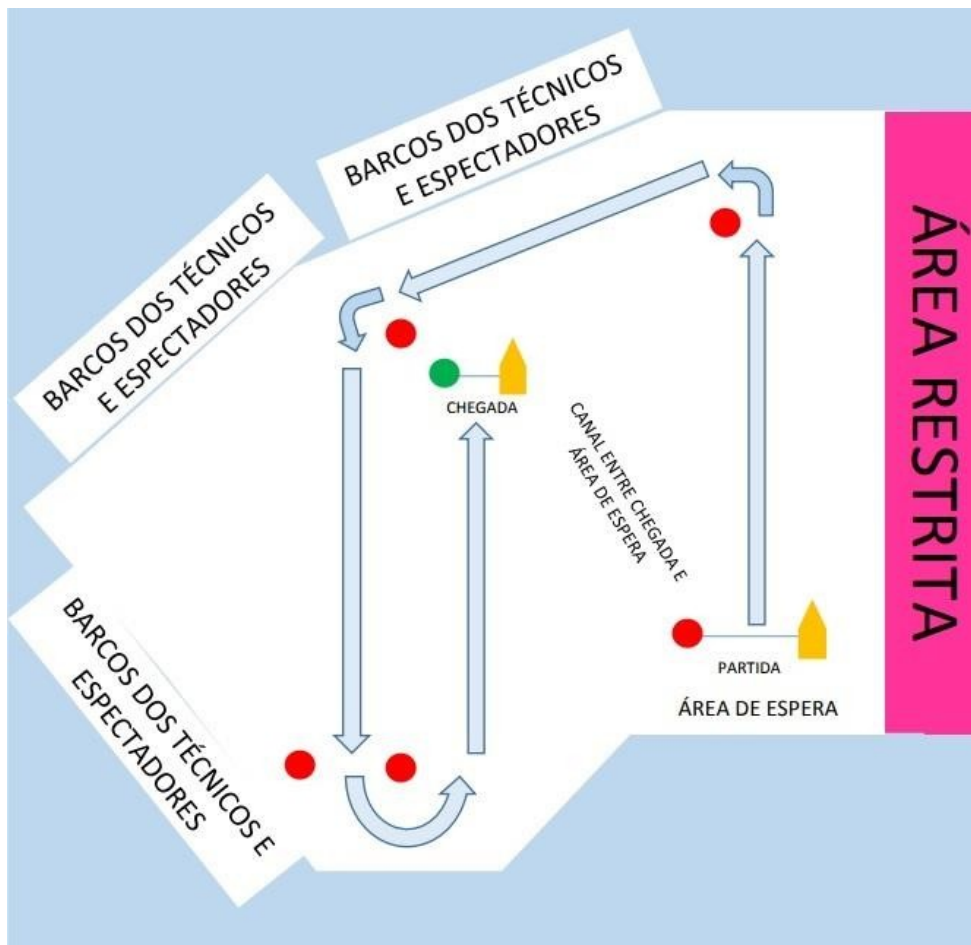 BARCOS DOS TÉCNICOS
E ESPECTADORES
BARCOS DOS TÉCNICOS
E ESPECTADORES
ÁREA RESTRITA
CHEGADA
CANAL ENTRE CHEGADA E
ÁREA DE ESPERA
BARCOS DOS TÉCNICOS E
ESPECTADORES
PARTIDA
ÁREA DE ESPERA